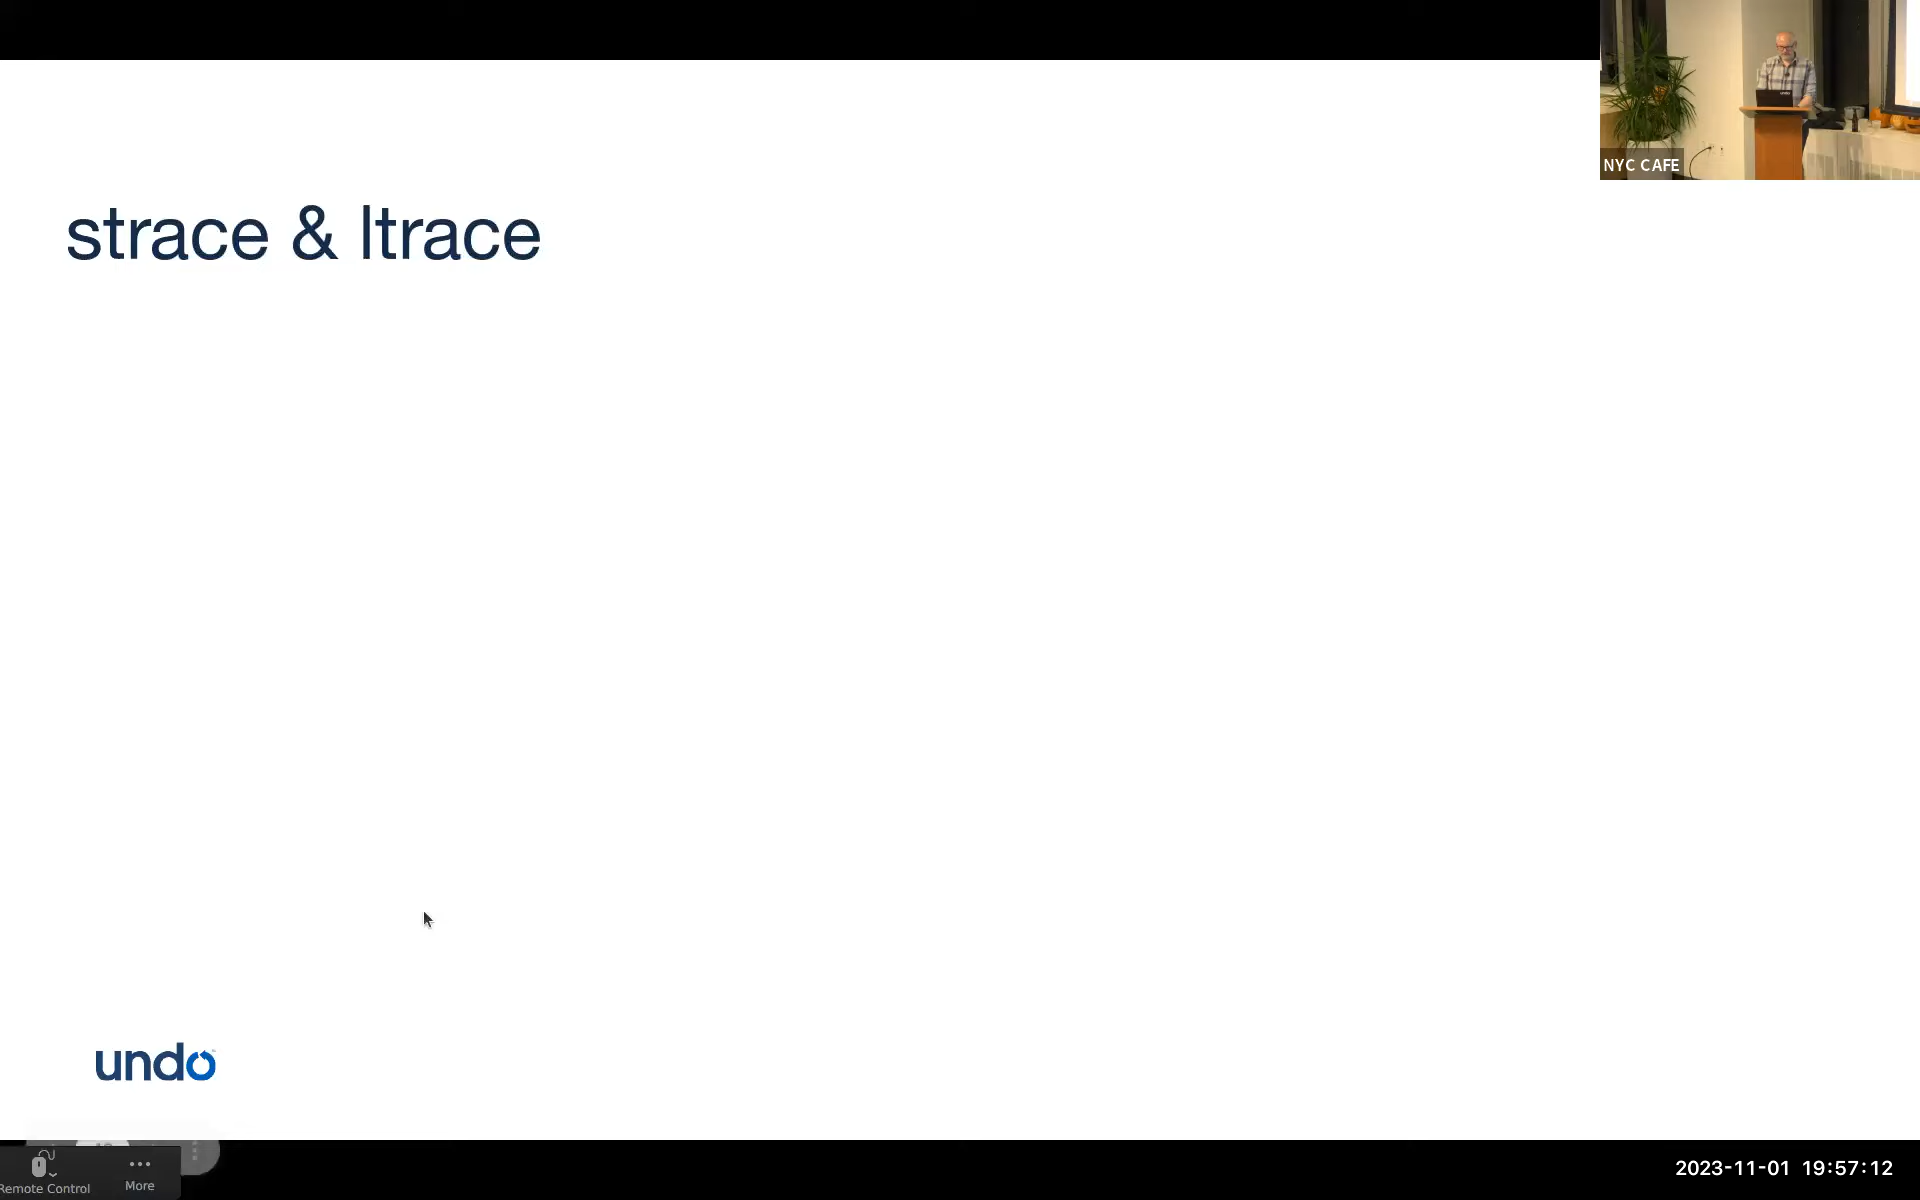 NYC CAFE
strace & ltrace
undo
Remote Control
More
2023-11-01 19:57:12